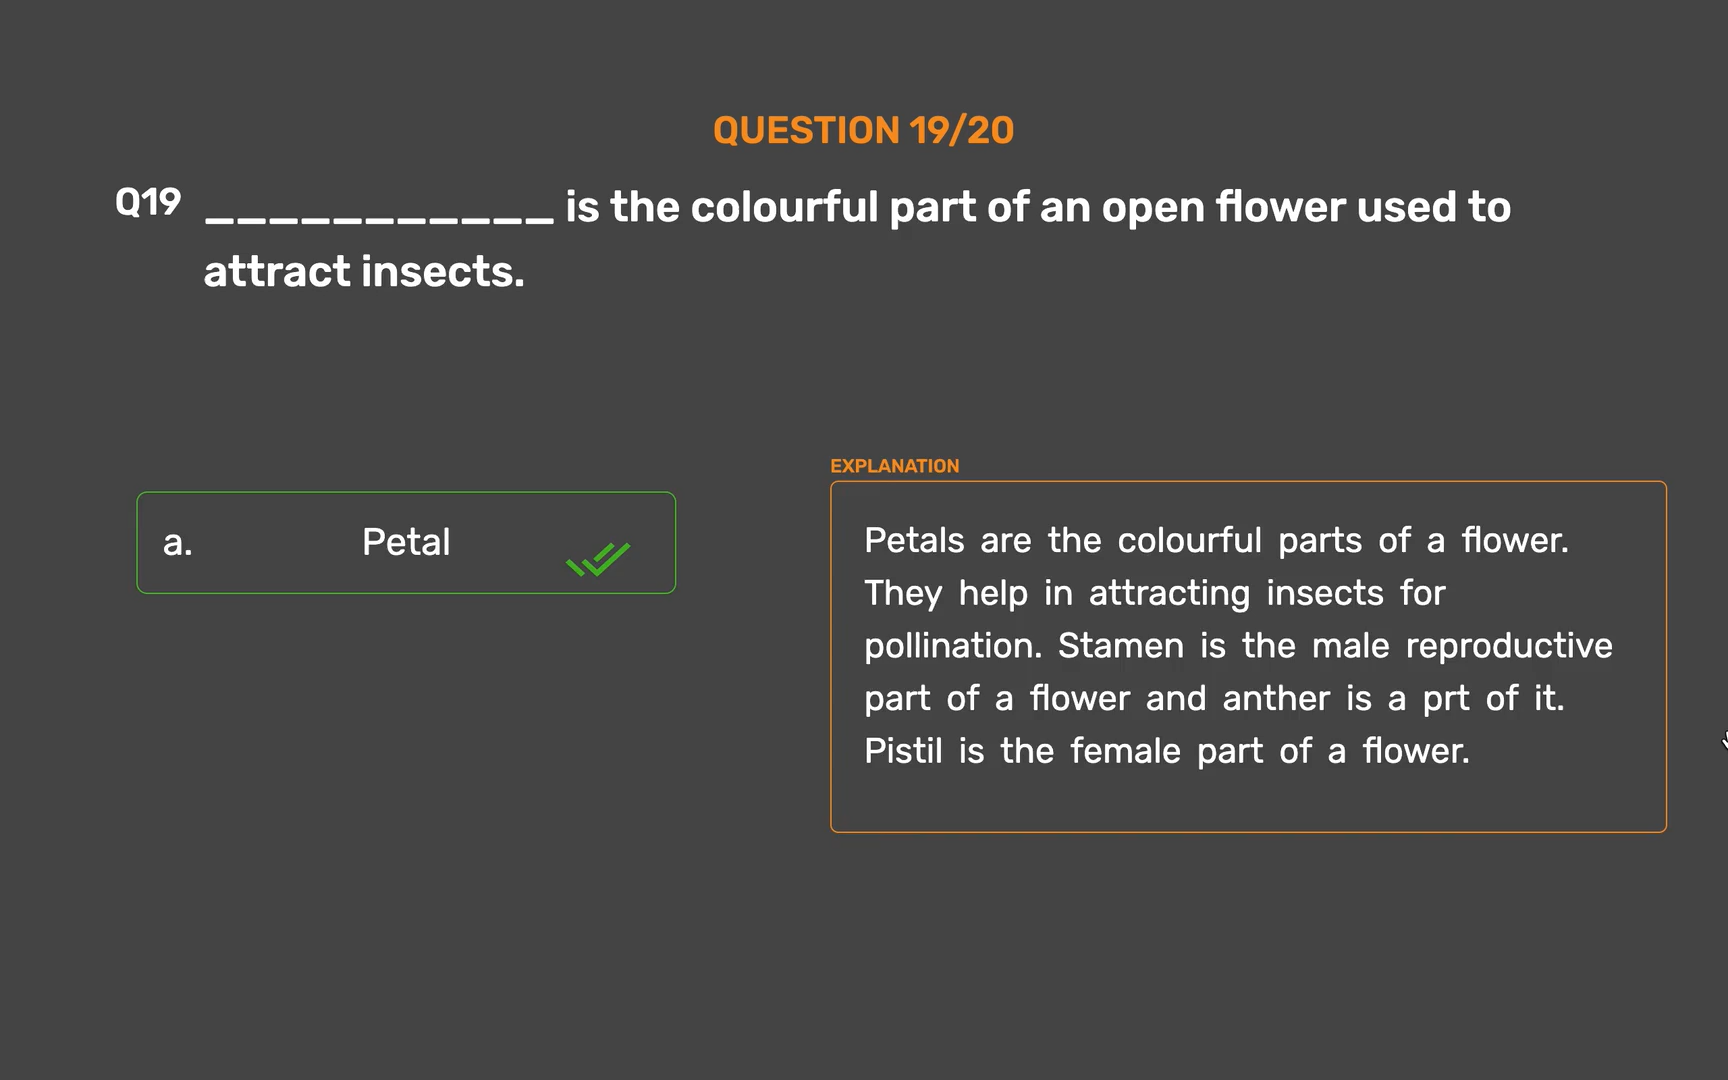 QUESTION 19/20
Q19 ___________ is the colourful part of an open flower used to
attract insects.
a. Petal
EXPLANATION
Petals are the colourful parts of a flower.
They help in attracting insects for
pollination. Stamen is the male reproductive
part of a flower and anther is a prt of it.
Pistil is the female part of a flower.